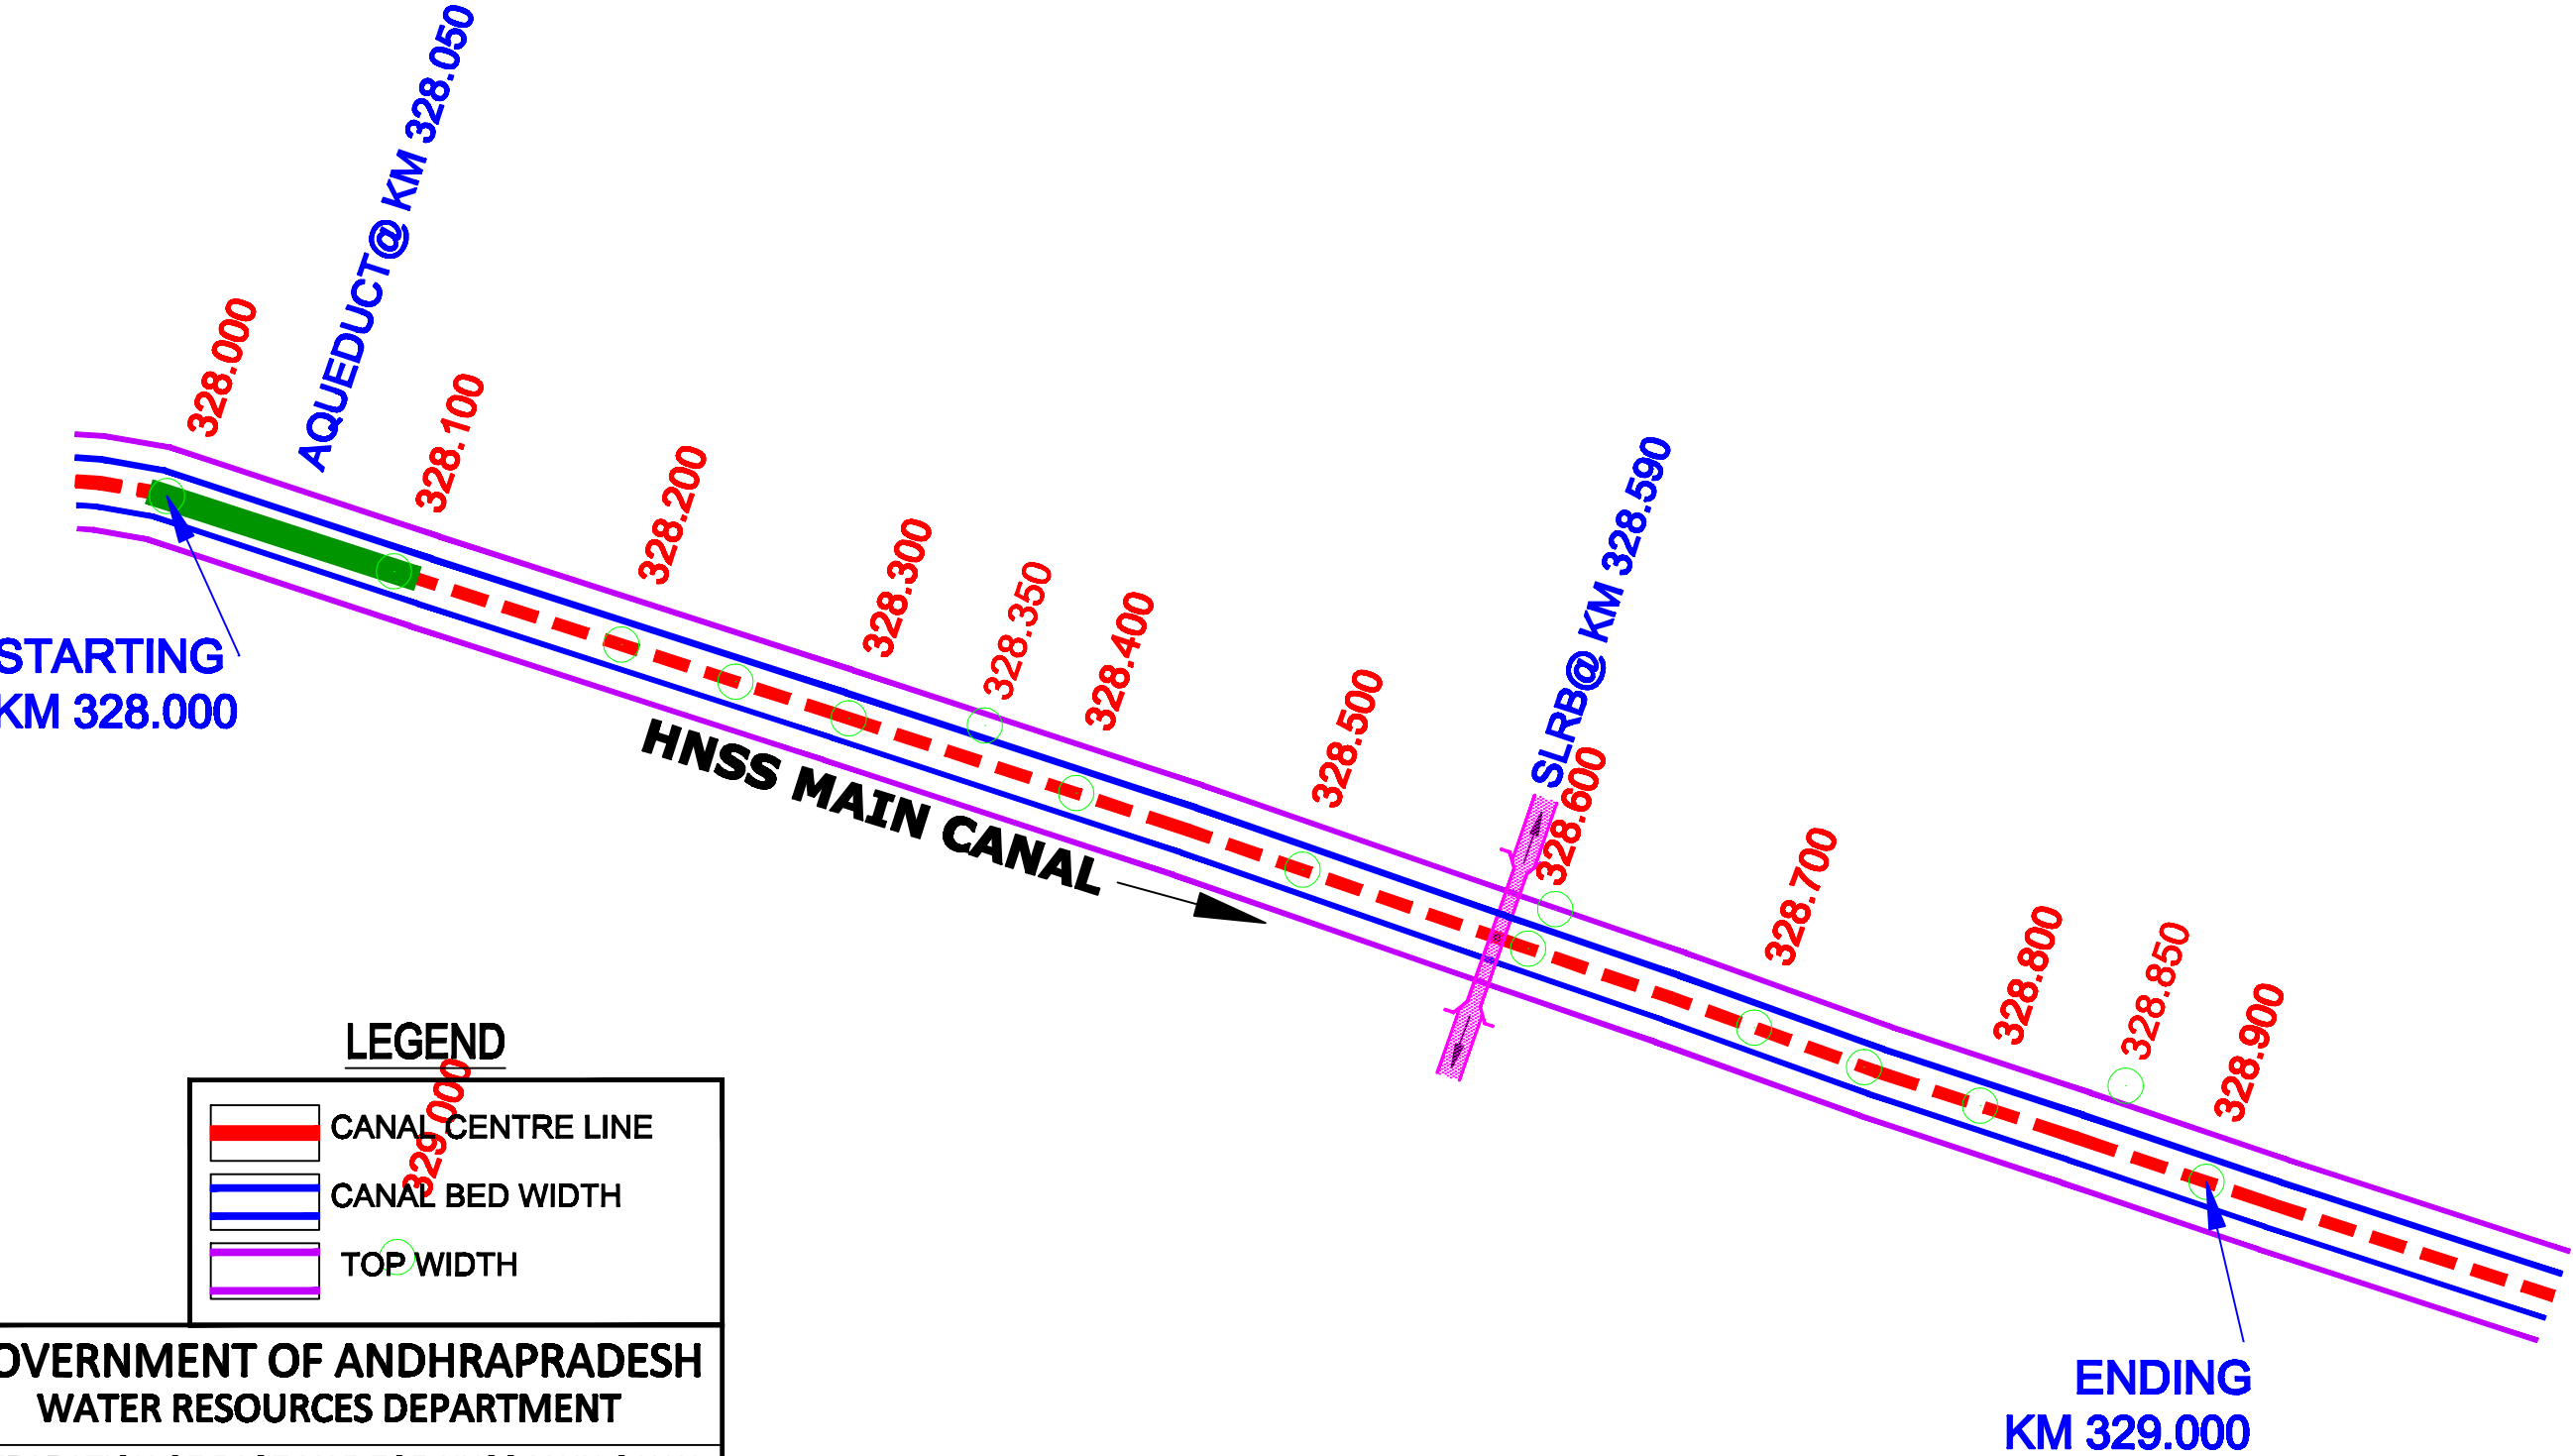 AQUEDUCT@ KM 328.050
328.000
328.100
328.200
328.300
328.350
328.400
328.500
SLRB@ KM 328.590
328.600
328.700
328.800
328.850
328.900
STARTING
KM 328.000
HNSS MAIN CANAL
LEGEND
329.000
CANAL CENTRE LINE
CANAL BED WIDTH
TOP WIDTH
OVERNMENT OF ANDHRAPRADESH
WATER RESOURCES DEPARTMENT
ENDING
KM 329.000